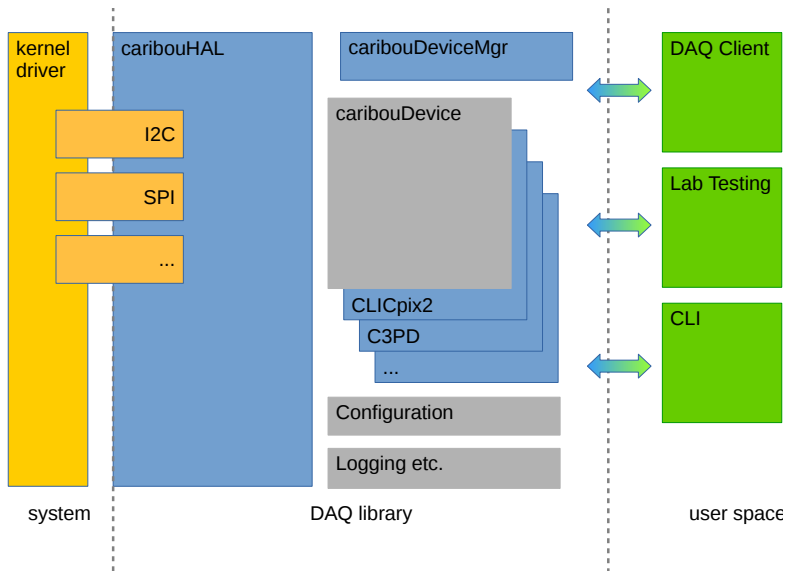 kernel
driver
caribouHAL
caribouDeviceMgr
DAQ Client
caribouDevice
I2C
Lab Testing
SPI
...
CLICpix2
CLI
C3PD
...
Configuration
Logging etc.
system
DAQ library
user space